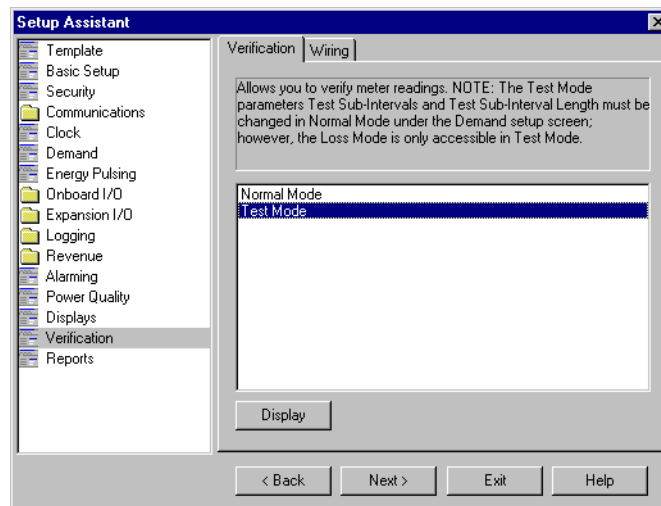 Setup Assistant
Template
Basic Setup
Security
Communications
Clock
Demand
Energy Pulsing
Onboard I/O
Expansion I/O
Logging
Revenue
Alarming
Power Quality
Displays
Verification
Reports
Verification Wiring
Allows you to verify meter readings. NOTE: The Test Mode
parameters Test Sub-Intervals and Test Sub-Interval Length must be
changed in Normal Mode under the Demand setup screen;
however, the Loss Mode is only accessible in Test Mode.
Normal Mode
Test Mode
Display
< Back Next > Exit Help